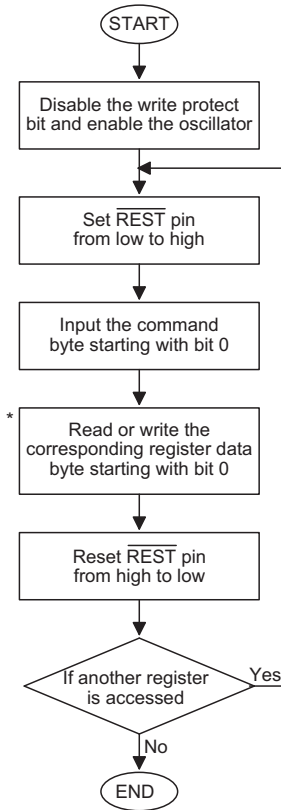 START
Disable the write protect
bit and enable the oscillator
Set REST pin
from low to high
Input the command
byte starting with bit 0
*
Read or write the
corresponding register data
byte starting with bit 0
Reset REST pin
from high to low
If another register
is accessed
Yes
No
END